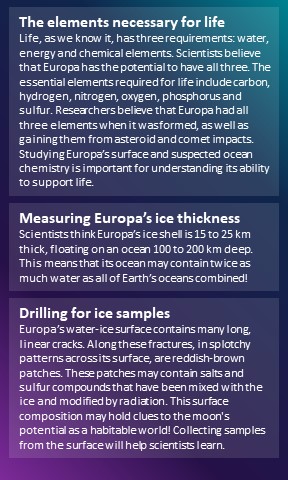 The elements necessary for life
Life, as we know it, has three requirements: water,
energy and chemical elements. Scientists believe
that Europa has the potential to have all three. The
essential elements required for life include carbon,
hydrogen, nitrogen, oxygen, phosphorus and
sulfur. Researchers believe that Europa had all
three elements when it was formed, as well as
gaining them from asteroid and comet impacts.
Studying Europa's surface and suspected ocean
chemistry is important for understanding its ability
to support life.
Measuring Europa's ice thickness
Scientists think Europa's ice shell is 15 to 25 km
thick, floating on an ocean 100 to 200 km deep.
This means that its ocean may contain twice as
much water as all of Earth's oceans combined!
Drilling for ice samples
Europa's water-ice surface contains many long,
linear cracks. Along these fractures, in splotchy
patterns across its surface, are reddish-brown
patches. These patches may contain salts and
sulfur compounds that have been mixed with the
ice and modified by radiation. This surface
composition may hold clues to the moon's
potential as a habitable world! Collecting samples
from the surface will help scientists learn.